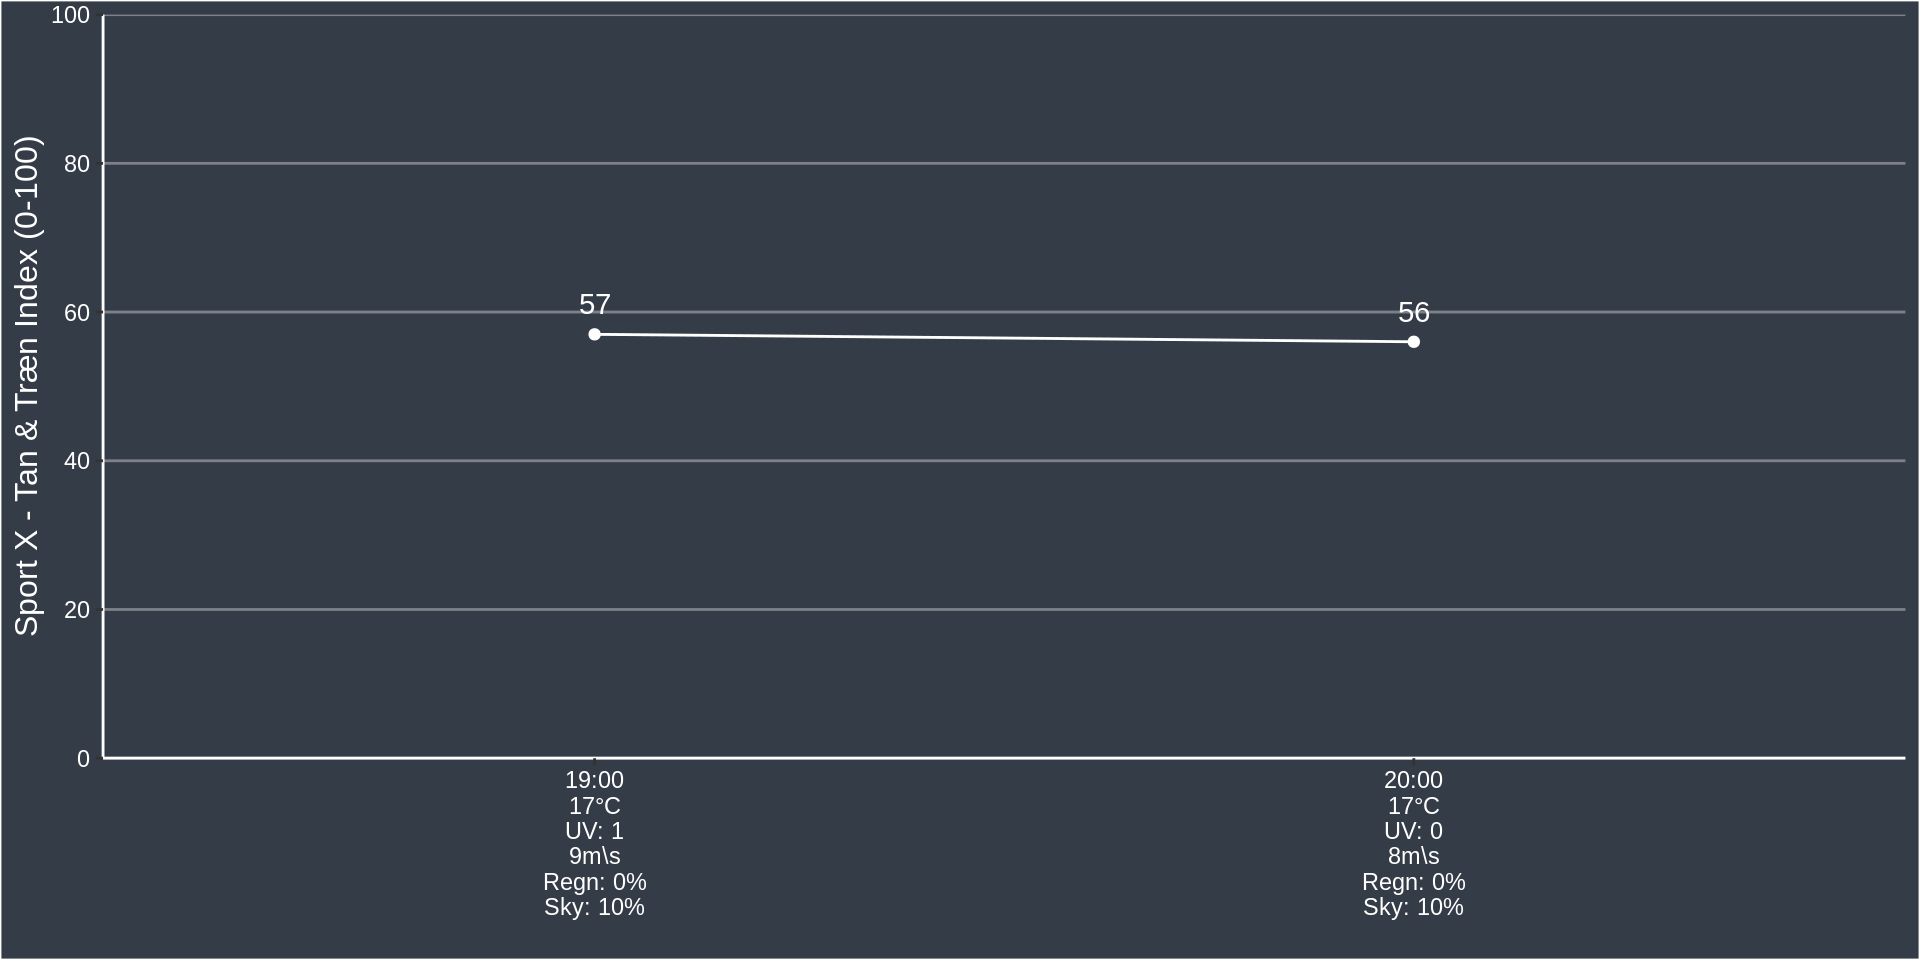 Sport X - Tan & Træn Index (0-100)
100
80
60
40
20
0
57
56
19:00
17°C
UV: 1
9m\s
Regn: 0%
Sky: 10%
20:00
17°C
UV: 0
8m\s
Regn: 0%
Sky: 10%